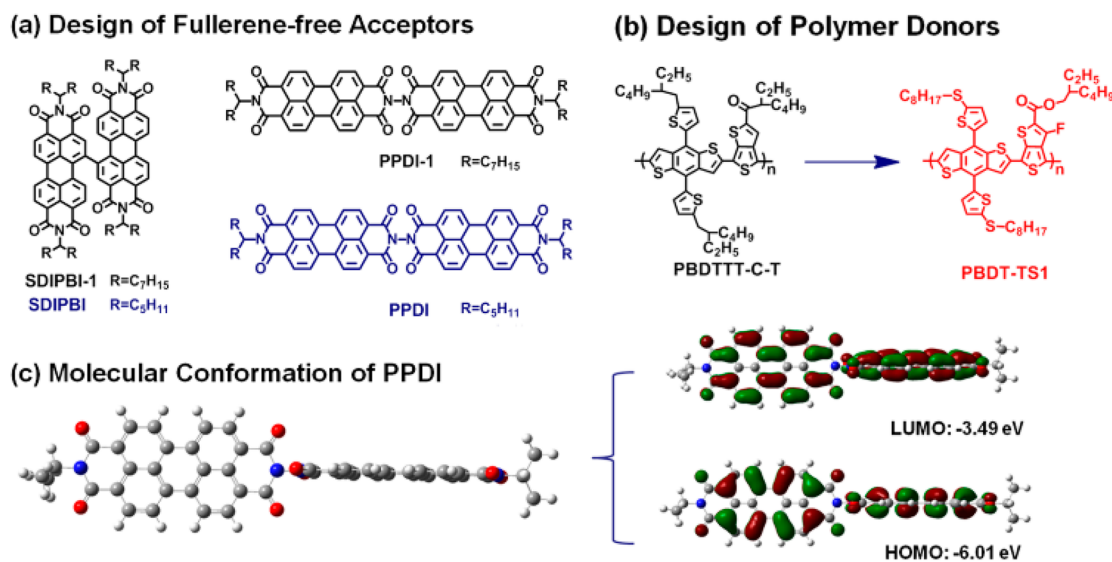 (a) Design of Fullerene-free Acceptors
R R R R
O N O O N O
O N O O N O
R R R R
SDIPBI-1 R=C₇H₁₅
SDIPBI R=C₅H₁₁
R O O O O R
N N N N
R O O O O R
PPDI-1 R=C₇H₁₅
R O O O O R
N N N N
R O O O O R
PPDI R=C₅H₁₁
(b) Design of Polymer Donors
C₂H₅
C₄H₉
C₂H₅
O
C₄H₉
S
S
S
S
S
n
S
C₄H₉
C₂H₅
PBDTTT-C-T
C₂H₅
C₄H₉
O
O
C₈H₁₇
S
S
S
F
S
S
S
n
S
S
C₈H₁₇
PBDT-TS1
(c) Molecular Conformation of PPDI
LUMO: -3.49 eV
HOMO: -6.01 eV